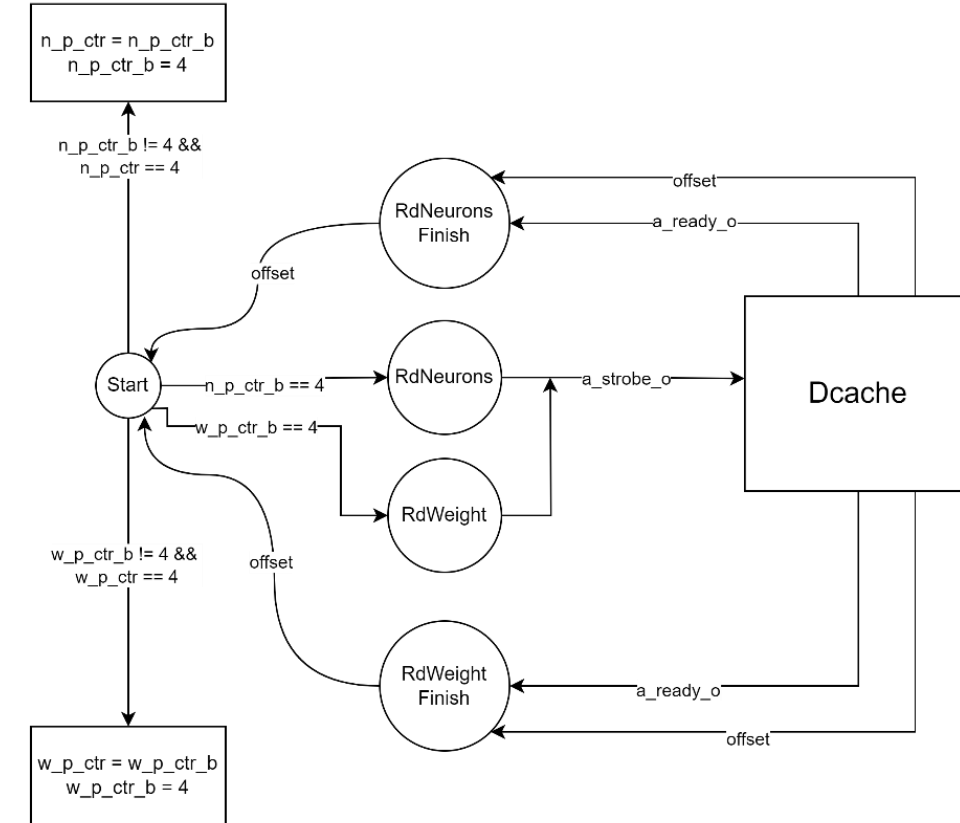 n_p_ctr = n_p_ctr_b
n_p_ctr_b = 4
n_p_ctr_b != 4 &&
n_p_ctr == 4
RdNeurons
Finish
offset
a_ready_o
offset
Start
n_p_ctr_b == 4
RdNeurons
a_strobe_o
Dcache
w_p_ctr_b == 4
RdWeight
w_p_ctr_b != 4 &&
w_p_ctr == 4
offset
RdWeight
Finish
a_ready_o
offset
w_p_ctr = w_p_ctr_b
w_p_ctr_b = 4